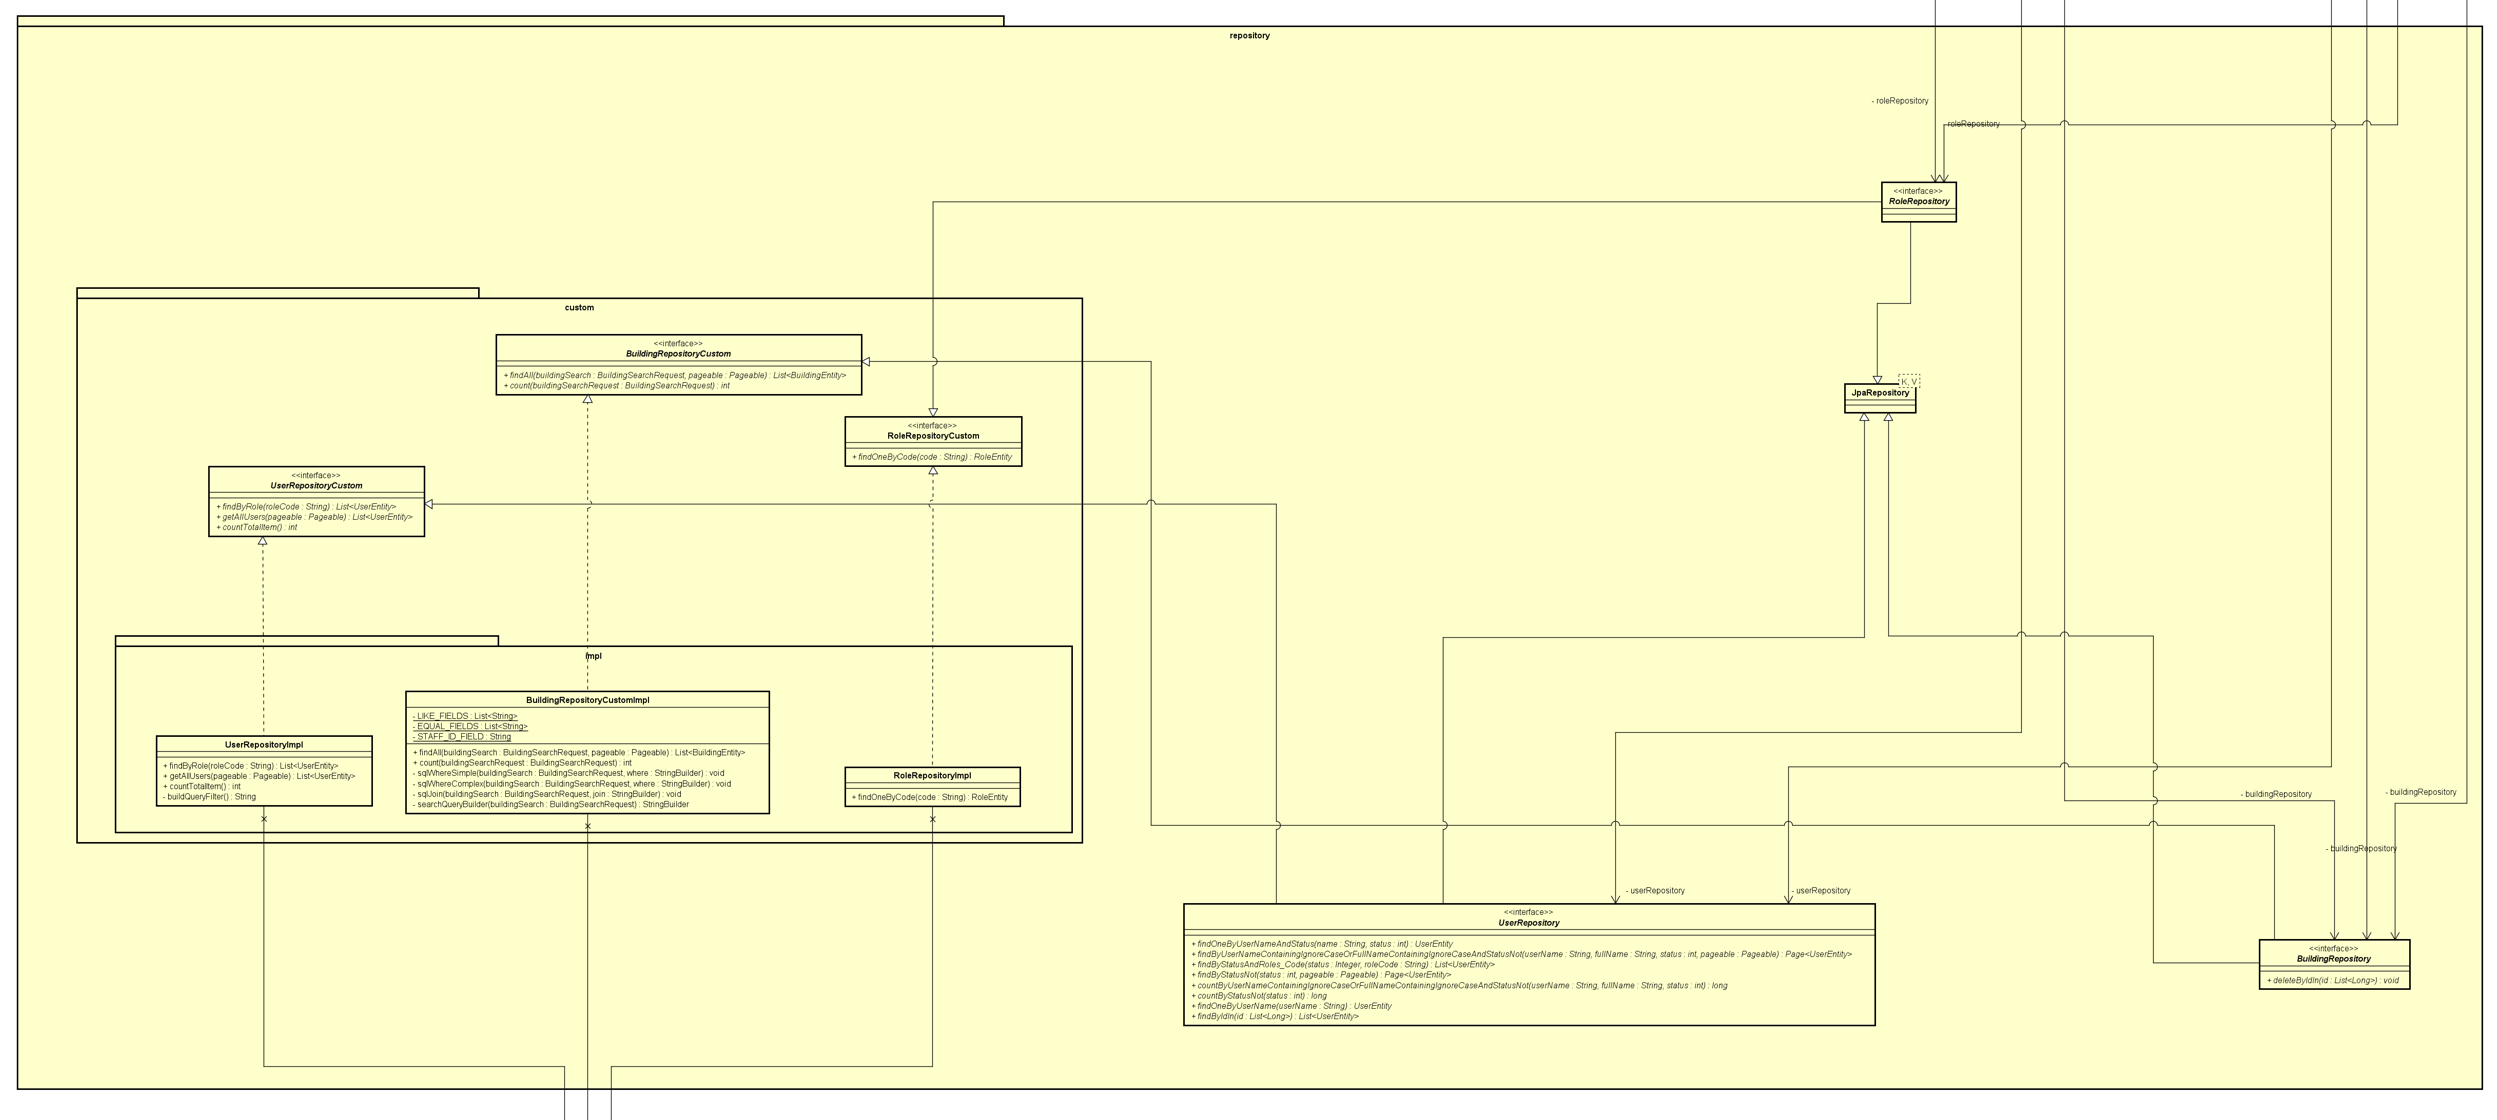 repository
- roleRepository
roleRepository
<<interface>>
RoleRepository
custom
<<interface>>
BuildingRepositoryCustom
+ findAll(buildingSearch : BuildingSearchRequest, pageable : Pageable) : List<BuildingEntity>
+ count(buildingSearchRequest : BuildingSearchRequest) : int
K, V
JpaRepository
<<interface>>
RoleRepositoryCustom
+ findOneByCode(code : String) : RoleEntity
<<interface>>
UserRepositoryCustom
+ findByRole(roleCode : String) : List<UserEntity>
+ getAllUsers(pageable : Pageable) : List<UserEntity>
+ countTotalItem() : int
impl
BuildingRepositoryCustomImpl
- LIKE_FIELDS : List<String>
- EQUAL_FIELDS : List<String>
- STAFF_ID_FIELD : String
+ findAll(buildingSearch : BuildingSearchRequest, pageable : Pageable) : List<BuildingEntity>
+ count(buildingSearchRequest : BuildingSearchRequest) : int
- sqlWhereSimple(buildingSearch : BuildingSearchRequest, where : StringBuilder) : void
- sqlWhereComplex(buildingSearch : BuildingSearchRequest, where : StringBuilder) : void
- sqlJoin(buildingSearch : BuildingSearchRequest, join : StringBuilder) : void
- searchQueryBuilder(buildingSearch : BuildingSearchRequest) : StringBuilder
UserRepositoryImpl
+ findByRole(roleCode : String) : List<UserEntity>
+ getAllUsers(pageable : Pageable) : List<UserEntity>
+ countTotalItem() : int
- buildQueryFilter() : String
RoleRepositoryImpl
+ findOneByCode(code : String) : RoleEntity
- buildingRepository
- buildingRepository
- buildingRepository
- userRepository
- userRepository
<<interface>>
UserRepository
+ findOneByUserNameAndStatus(name : String, status : int) : UserEntity
+ findByUserNameContainingIgnoreCaseOrFullNameContainingIgnoreCaseAndStatusNot(userName : String, fullName : String, status : int, pageable : Pageable) : Page<UserEntity>
+ findByStatusAndRoles_Code(status : Integer, roleCode : String) : List<UserEntity>
+ findByStatusNot(status : int, pageable : Pageable) : Page<UserEntity>
+ countByUserNameContainingIgnoreCaseOrFullNameContainingIgnoreCaseAndStatusNot(userName : String, fullName : String, status : int) : long
+ countByStatusNot(status : int) : long
+ findOneByUserName(userName : String) : UserEntity
+ findByIdIn(id : List<Long>) : List<UserEntity>
<<interface>>
BuildingRepository
+ deleteByIdIn(id : List<Long>) : void